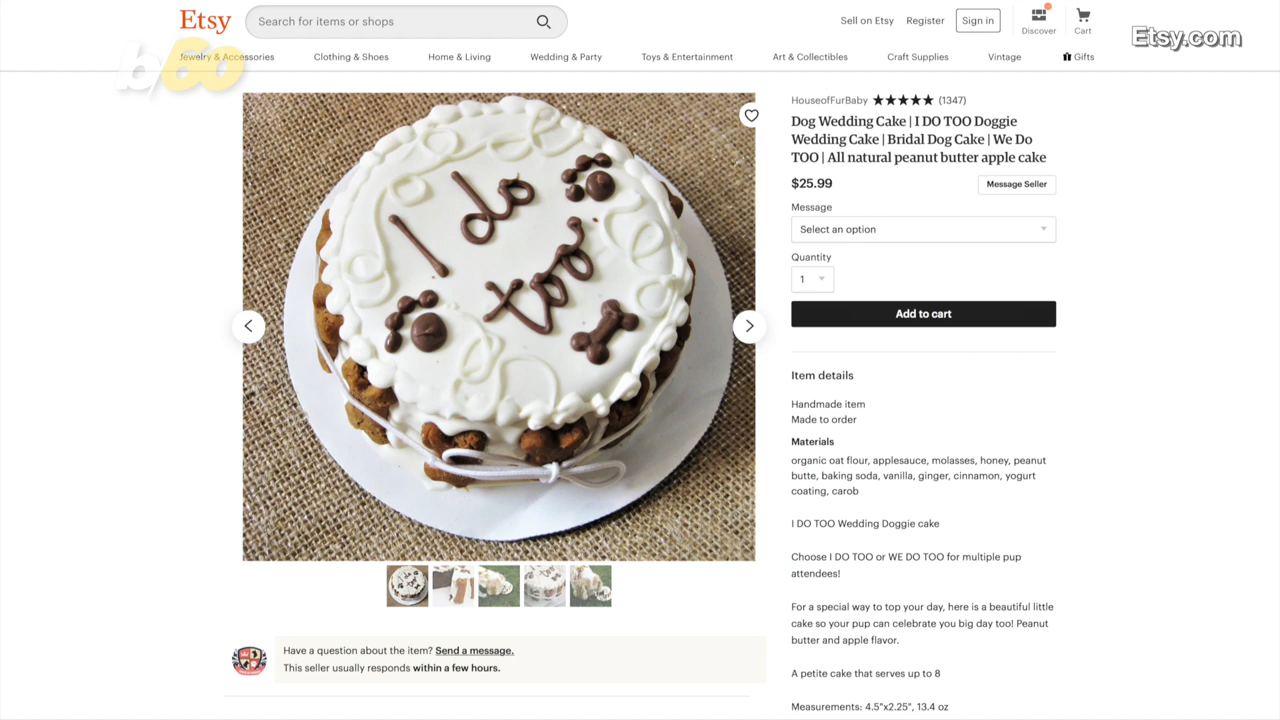 Etsy
Search for items or shops
Sell on Etsy
Register
Sign in
Discover
Cart
Etsy.com
b/60
Jewelry & Accessories
Clothing & Shoes
Home & Living
Wedding & Party
Toys & Entertainment
Art & Collectibles
Craft Supplies
Vintage
Gifts
I do
too
HouseofFurBaby ★★★★★ (1347)
Dog Wedding Cake | I DO TOO Doggie
Wedding Cake | Bridal Dog Cake | We Do
TOO | All natural peanut butter apple cake
$25.99
Message Seller
Message
Select an option
Quantity
1
Add to cart
Item details
Handmade item
Made to order
Materials
organic oat flour, applesauce, molasses, honey, peanut
butte, baking soda, vanilla, ginger, cinnamon, yogurt
coating, carob
I DO TOO Wedding Doggie cake
Choose I DO TOO or WE DO TOO for multiple pup
attendees!
For a special way to top your day, here is a beautiful little
cake so your pup can celebrate you big day too! Peanut
butter and apple flavor.
A petite cake that serves up to 8
Measurements: 4.5"x2.25", 13.4 oz
Have a question about the item? Send a message.
This seller usually responds within a few hours.